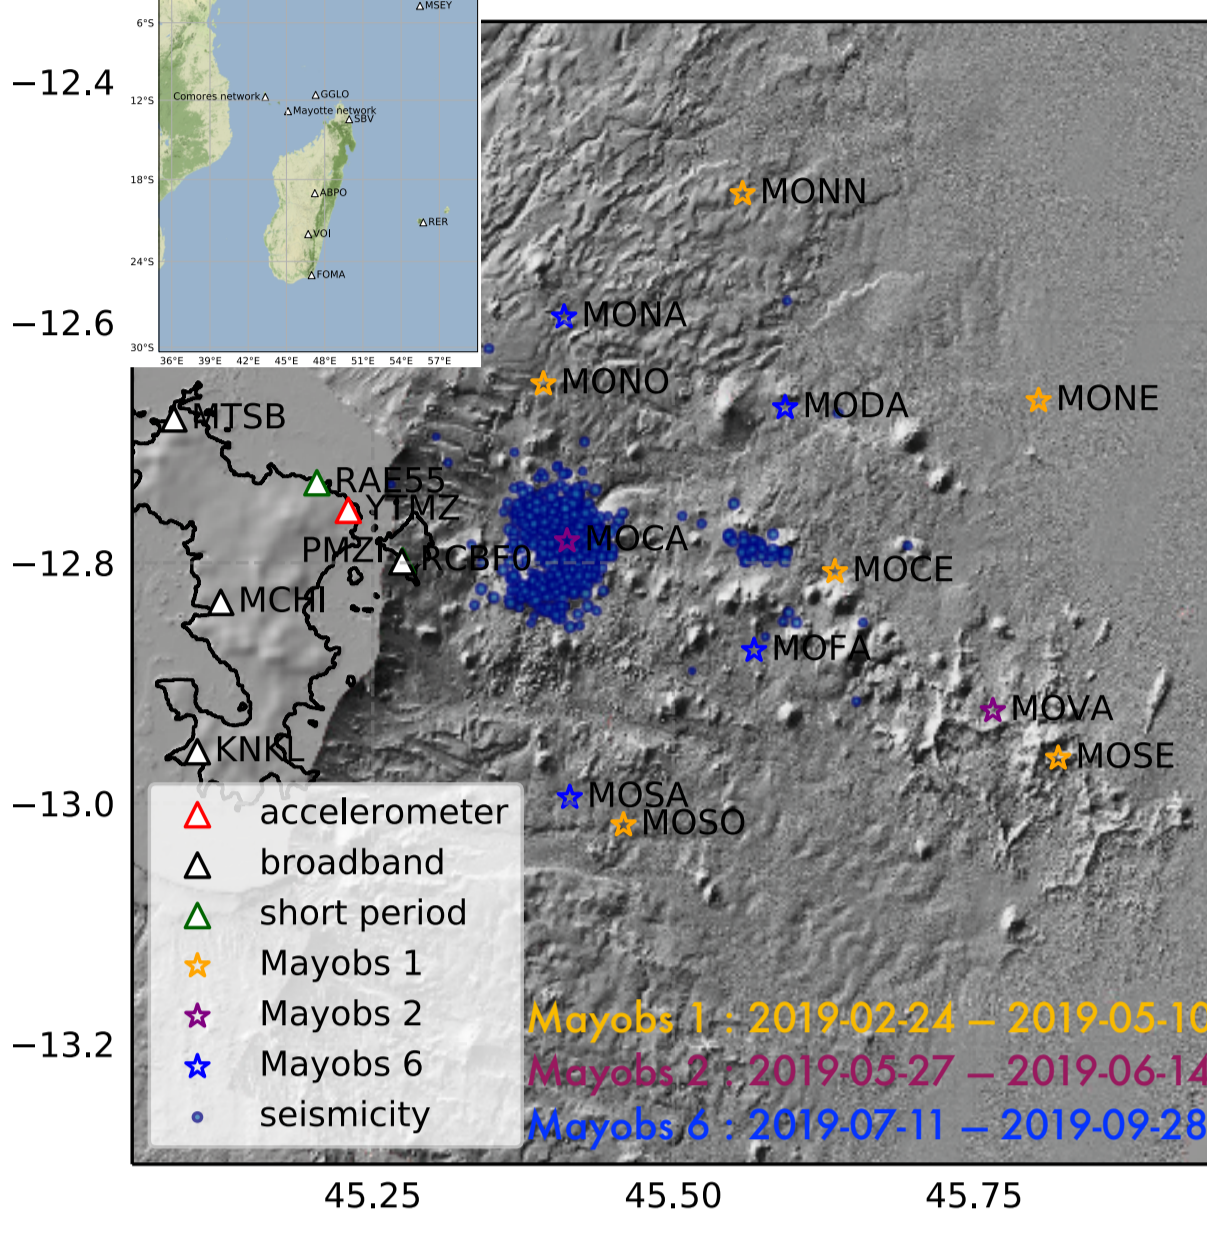 MSEY
6°S
Comores network
12°S
GGLO
Mayotte network
SBV
18°S
ABPO
RER
VOI
24°S
FOMA
30°S
36°E 39°E 42°E 45°E 48°E 51°E 54°E 57°E
−12.4
−12.6
−12.8
−13.0
−13.2
MONN
MONA
MONO
MODA
MONE
MTSB
RAE55
YTMZ
PMZI
RCBF0
MOCA
MOCE
MCHI
MOFA
MOVA
KNKL
MOSE
MOSA
MOSO
accelerometer
broadband
short period
Mayobs 1
Mayobs 2
Mayobs 6
seismicity
Mayobs 1 : 2019-02-24 – 2019-05-10
Mayobs 2 : 2019-05-27 – 2019-06-14
Mayobs 6 : 2019-07-11 – 2019-09-28
45.25 45.50 45.75